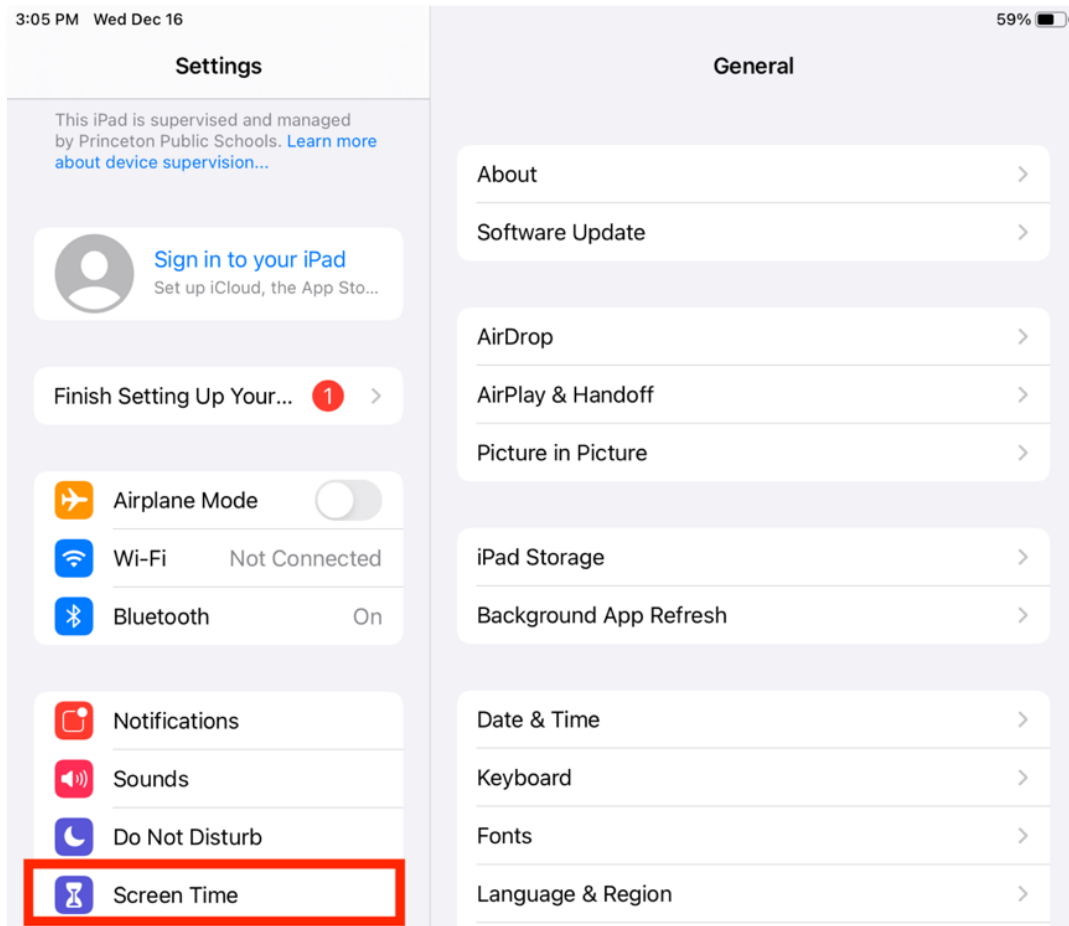 3:05 PM Wed Dec 16
59%
Settings
This iPad is supervised and managed
by Princeton Public Schools. Learn more
about device supervision...
Sign in to your iPad
Set up iCloud, the App Sto...
Finish Setting Up Your... 1
Airplane Mode
Wi-Fi Not Connected
Bluetooth On
Notifications
Sounds
Do Not Disturb
Screen Time
General
About
Software Update
AirDrop
AirPlay & Handoff
Picture in Picture
iPad Storage
Background App Refresh
Date & Time
Keyboard
Fonts
Language & Region